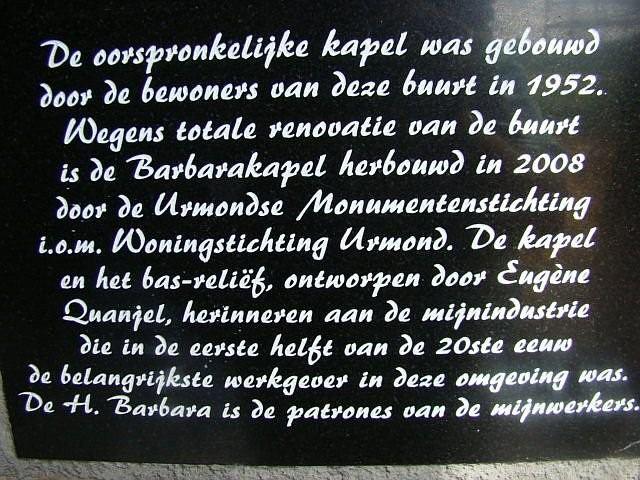 De oorspronkelijke kapel was gebouwd
door de bewoners van deze buurt in 1952.
Wegens totale renovatie van de buurt
is de Barbarakapel herbouwd in 2008
door de Urmondse Monumentenstichting
i.o.m. Woningstichting Urmond. De kapel
en het bas-reliëf, ontworpen door Eugène
Quanjel, herinneren aan de mijnindustrie
die in de eerste helft van de 20ste eeuw
de belangrijkste werkgever in deze omgeving was.
De H. Barbara is de patrones van de mijnwerkers.